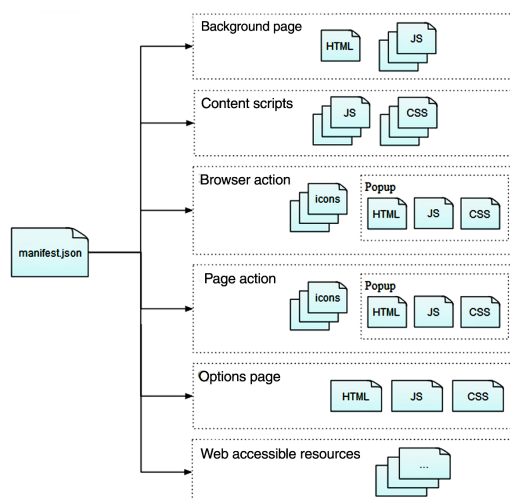 Background page
HTML
JS
Content scripts
JS
CSS
Browser action
icons
Popup
HTML
JS
CSS
manifest.json
Page action
icons
Popup
HTML
JS
CSS
Options page
HTML
JS
CSS
Web accessible resources
...